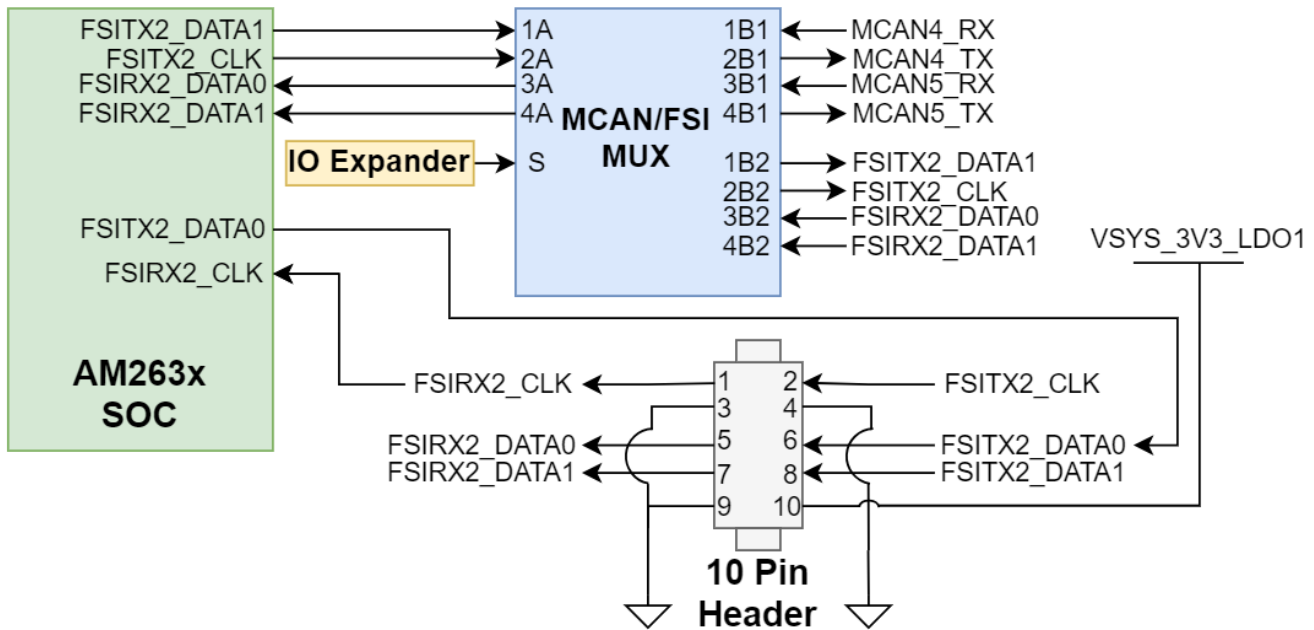 FSITX2_DATA1
FSITX2_CLK
FSIRX2_DATA0
FSIRX2_DATA1
IO Expander
FSITX2_DATA0
FSIRX2_CLK
AM263x
SOC
1A
2A
3A
4A
S
MCAN/FSI
MUX
1B1
2B1
3B1
4B1
1B2
2B2
3B2
4B2
MCAN4_RX
MCAN4_TX
MCAN5_RX
MCAN5_TX
FSITX2_DATA1
FSITX2_CLK
FSIRX2_DATA0
FSIRX2_DATA1
VSYS_3V3_LDO1
FSIRX2_CLK
1 2
FSITX2_CLK
3 4
FSIRX2_DATA0
5 6
FSITX2_DATA0
FSIRX2_DATA1
7 8
FSITX2_DATA1
9 10
10 Pin
Header